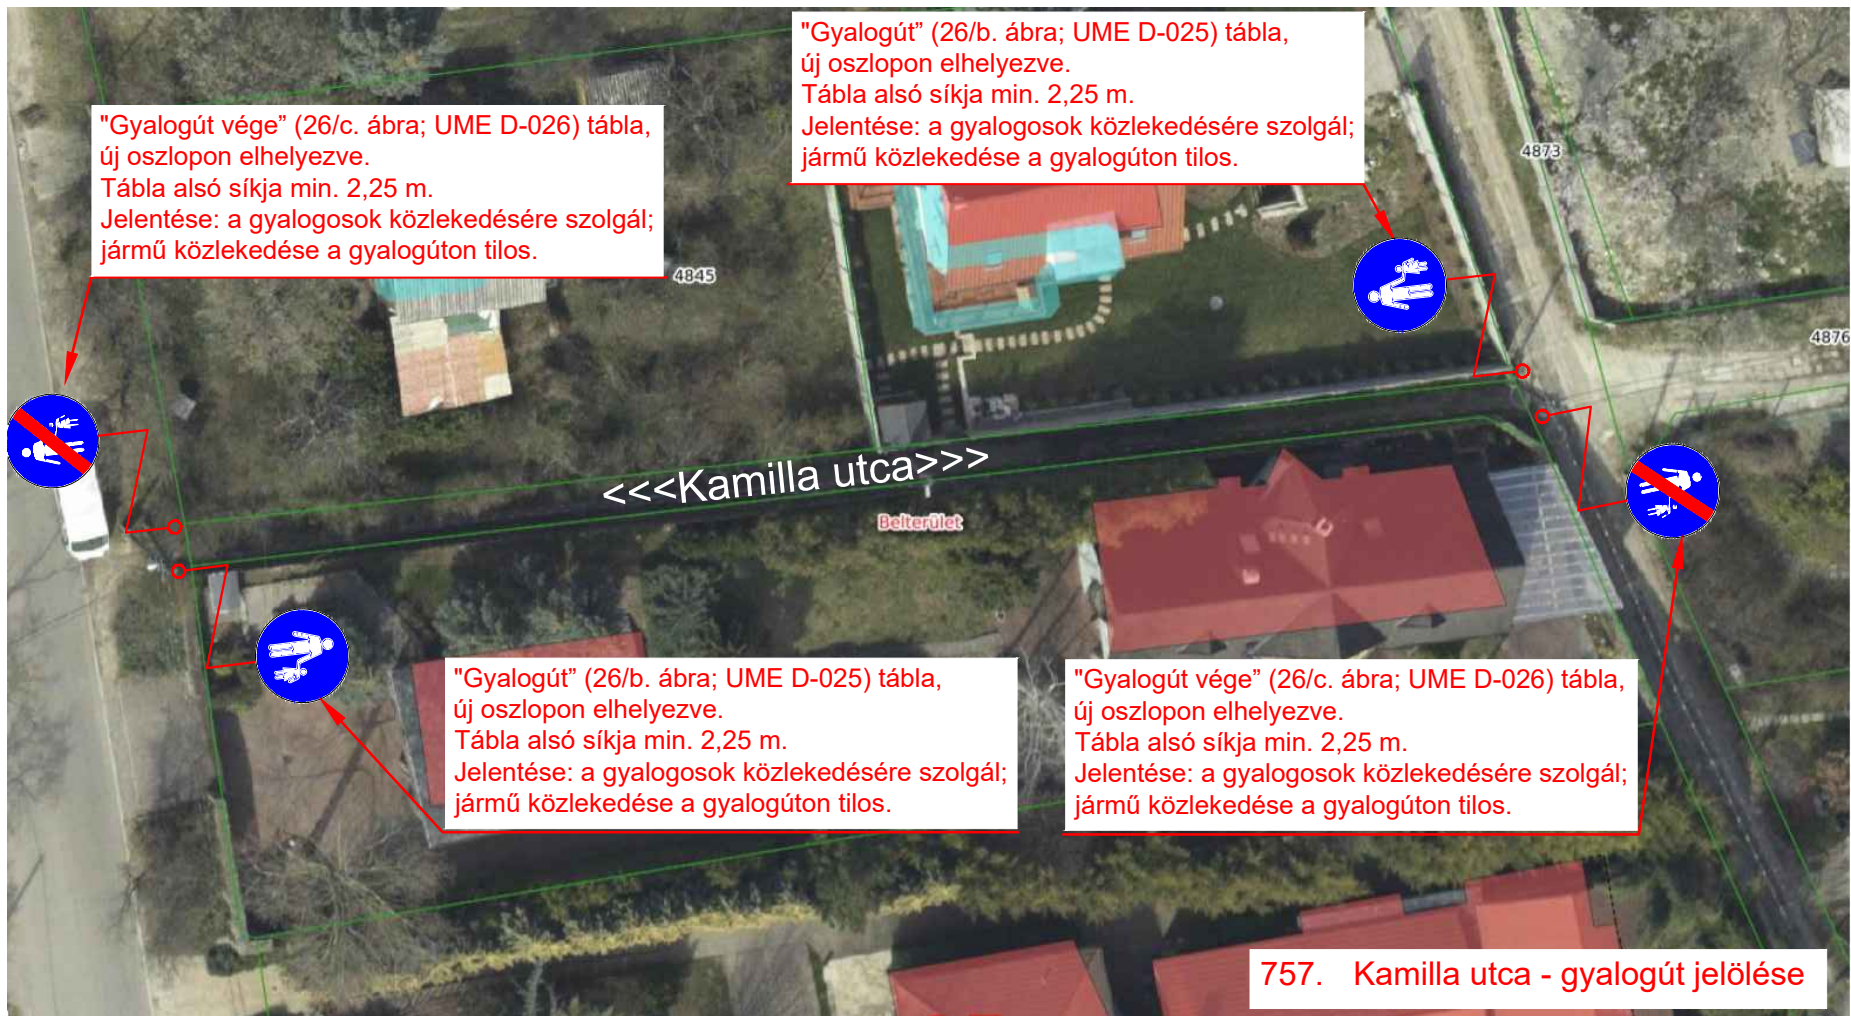 "Gyalogút” (26/b. ábra; UME D-025) tábla,
új oszlopon elhelyezve.
Tábla alsó síkja min. 2,25 m.
Jelentése: a gyalogosok közlekedésére szolgál;
jármű közlekedése a gyalogúton tilos.
"Gyalogút vége” (26/c. ábra; UME D-026) tábla,
új oszlopon elhelyezve.
Tábla alsó síkja min. 2,25 m.
Jelentése: a gyalogosok közlekedésére szolgál;
jármű közlekedése a gyalogúton tilos.
4873
4845
4876
<<<Kamilla utca>>>
Belterület
"Gyalogút” (26/b. ábra; UME D-025) tábla,
új oszlopon elhelyezve.
Tábla alsó síkja min. 2,25 m.
Jelentése: a gyalogosok közlekedésére szolgál;
jármű közlekedése a gyalogúton tilos.
"Gyalogút vége” (26/c. ábra; UME D-026) tábla,
új oszlopon elhelyezve.
Tábla alsó síkja min. 2,25 m.
Jelentése: a gyalogosok közlekedésére szolgál;
jármű közlekedése a gyalogúton tilos.
757. Kamilla utca - gyalogút jelölése